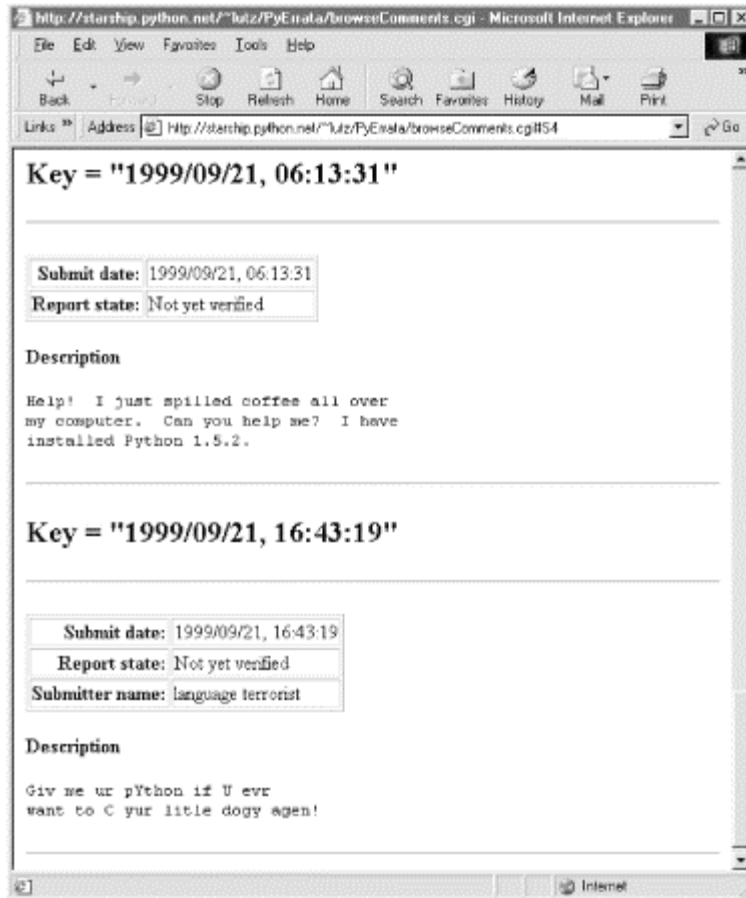 http://starship.python.net/~lutz/PyErrata/browseComments.cgi - Microsoft Internet Explorer
File Edit View Favorites Tools Help
Back Forward Stop Refresh Home Search Favorites History Mail Print
Links » Address http://starship.python.net/~lutz/PyErrata/browseComments.cgi#S4 Go
Key = "1999/09/21, 06:13:31"
Submit date: 1999/09/21, 06:13:31
Report state: Not yet verified
Description
Help! I just spilled coffee all over
my computer. Can you help me? I have
installed Python 1.5.2.
Key = "1999/09/21, 16:43:19"
Submit date: 1999/09/21, 16:43:19
Report state: Not yet verified
Submitter name: language terrorist
Description
Giv me ur pYthon if U evr
want to C yur litle dogy agen!
Internet